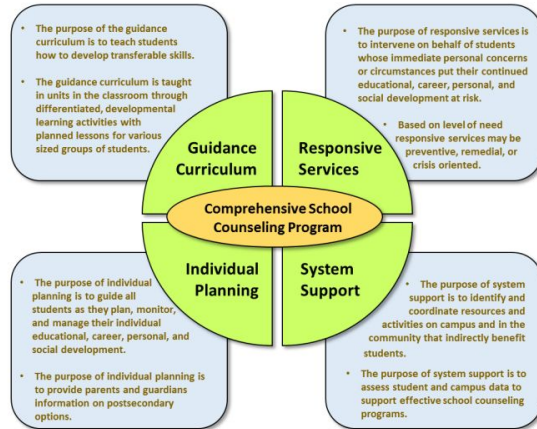 • The purpose of the guidance
curriculum is to teach students
how to develop transferable skills.
• The guidance curriculum is taught
in units in the classroom through
differentiated, developmental
learning activities with
planned lessons for various
sized groups of students.
• The purpose of responsive services is
to intervene on behalf of students
whose immediate personal concerns
or circumstances put their continued
educational, career, personal, and
social development at risk.
• Based on level of need
responsive services may be
preventive, remedial, or
crisis oriented.
Guidance
Curriculum
Responsive
Services
Comprehensive School
Counseling Program
Individual
Planning
System
Support
• The purpose of individual
planning is to guide all
students as they plan, monitor,
and manage their individual
educational, career, personal, and
social development.
• The purpose of individual planning is
to provide parents and guardians
information on postsecondary
options.
• The purpose of system
support is to identify and
coordinate resources and
activities on campus and in the
community that indirectly benefit
students.
• The purpose of system support is to
assess student and campus data to
support effective school counseling
programs.